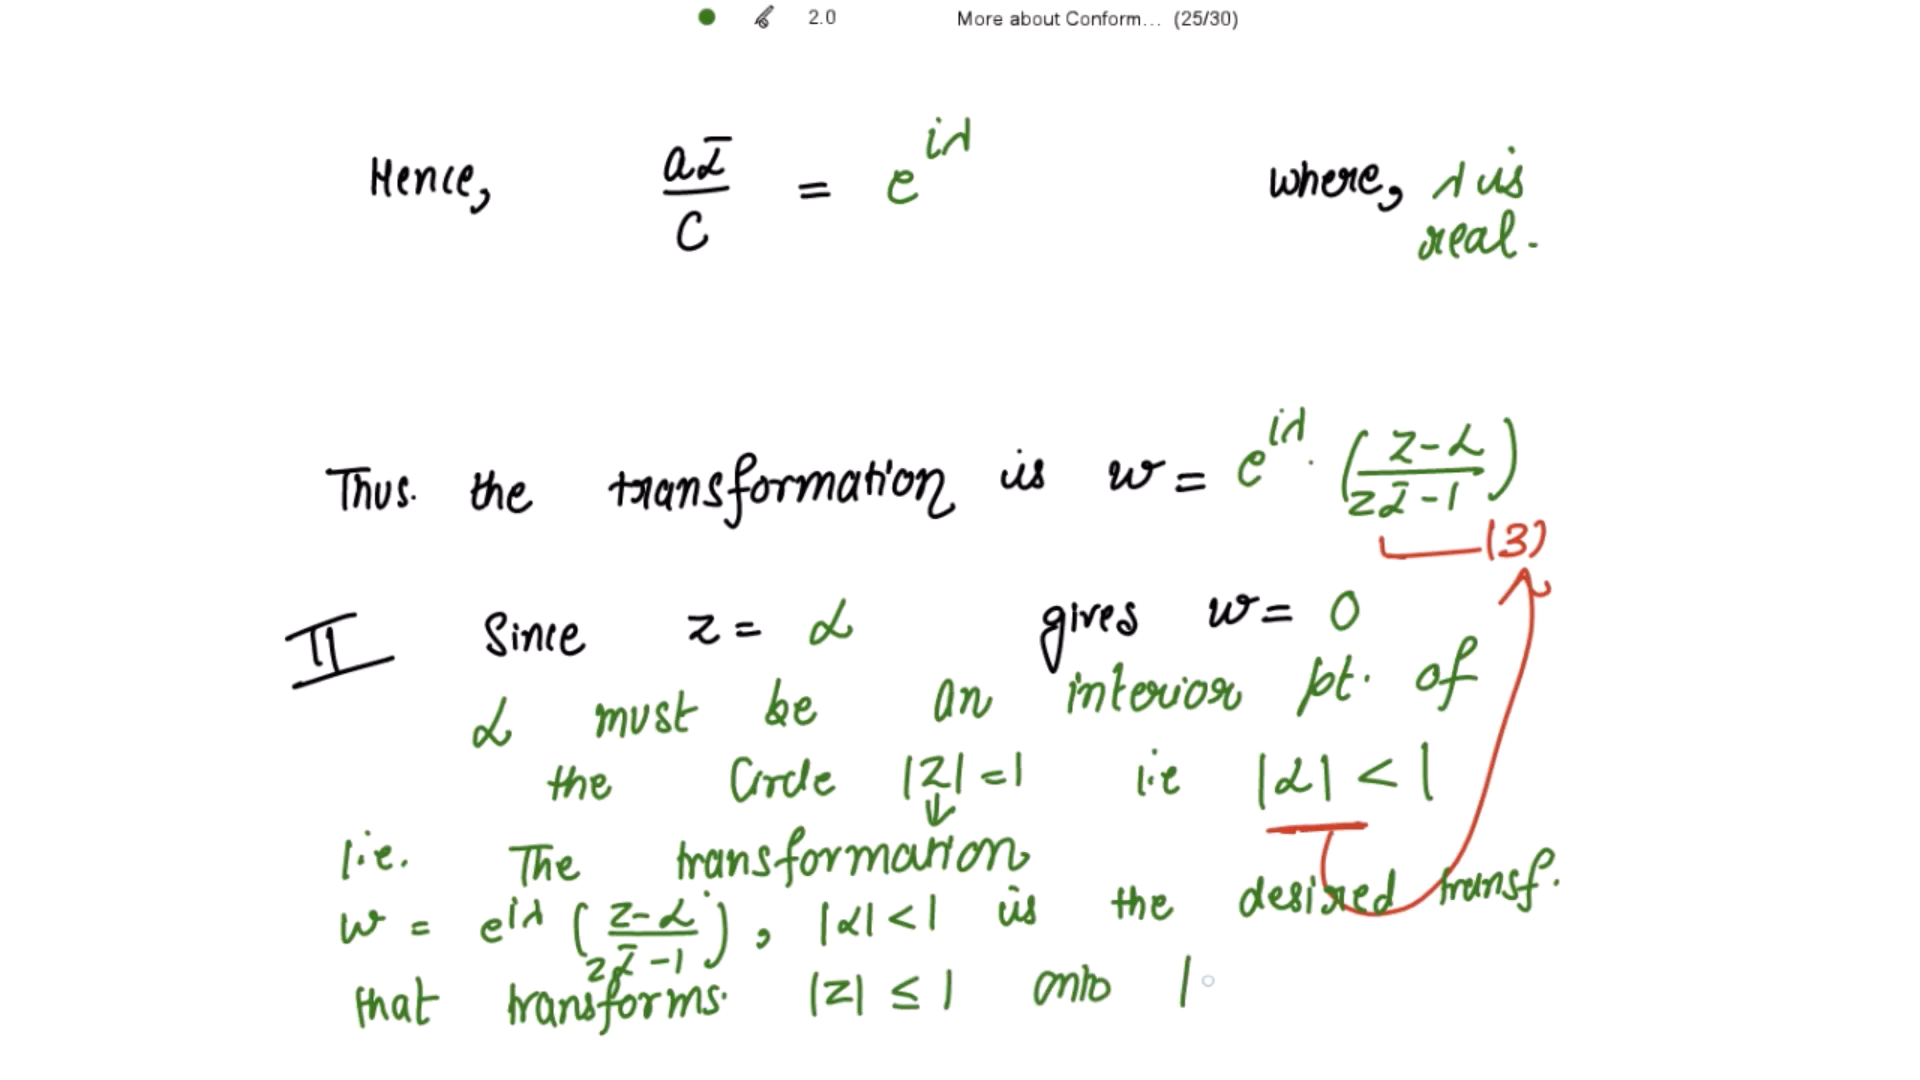 2.0 More about Conform... (25/30)
Hence, aᾱ/c = e^{iλ} where, λ is real.
Thus the transformation is w = e^{iλ}. ((z-α)/(zᾱ-1))
(3)
II Since z = α gives w = 0
α must be an interior pt. of
the Circle |z| = 1 i.e |α| < 1
I.e. The transformation
w = e^{iλ} ((z-α)/(zᾱ-1)), |α| < 1 is the desired transf.
that transforms |z| ≤ 1 onto |